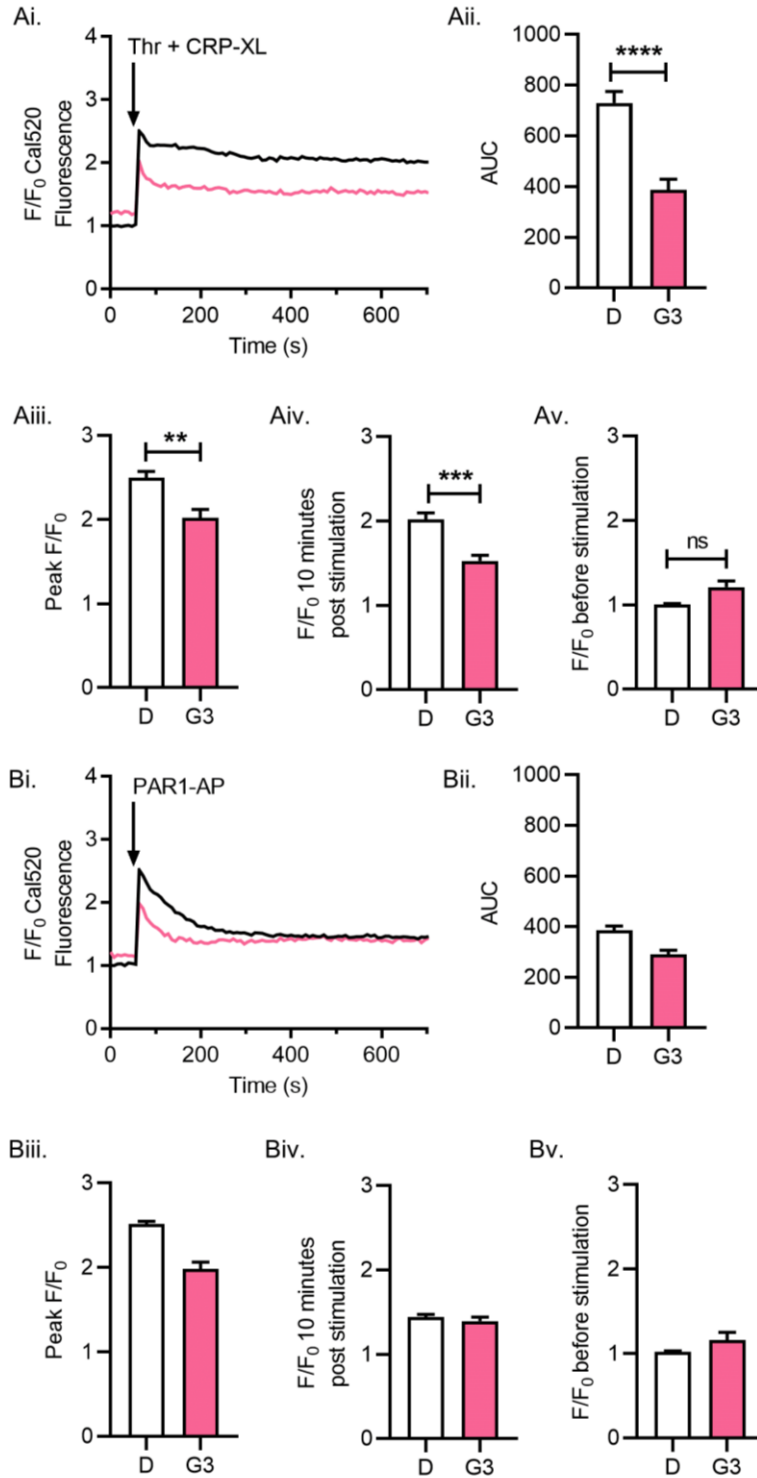 Ai.
Thr + CRP-XL
F/F₀ Cal520
Fluorescence
4
3
2
1
0
0
200
400
600
Time (s)
Aii.
AUC
1000
800
600
400
200
0
****
D
G3
Aiii.
Peak F/F₀
3
2
1
0
**
D
G3
Aiv.
F/F₀ 10 minutes
post stimulation
3
2
1
0
***
D
G3
Av.
F/F₀ before stimulation
3
2
1
0
ns
D
G3
Bi.
PAR1-AP
F/F₀ Cal520
Fluorescence
4
3
2
1
0
0
200
400
600
Time (s)
Bii.
AUC
1000
800
600
400
200
0
D
G3
Biii.
Peak F/F₀
3
2
1
0
D
G3
Biv.
F/F₀ 10 minutes
post stimulation
3
2
1
0
D
G3
Bv.
F/F₀ before stimulation
3
2
1
0
D
G3